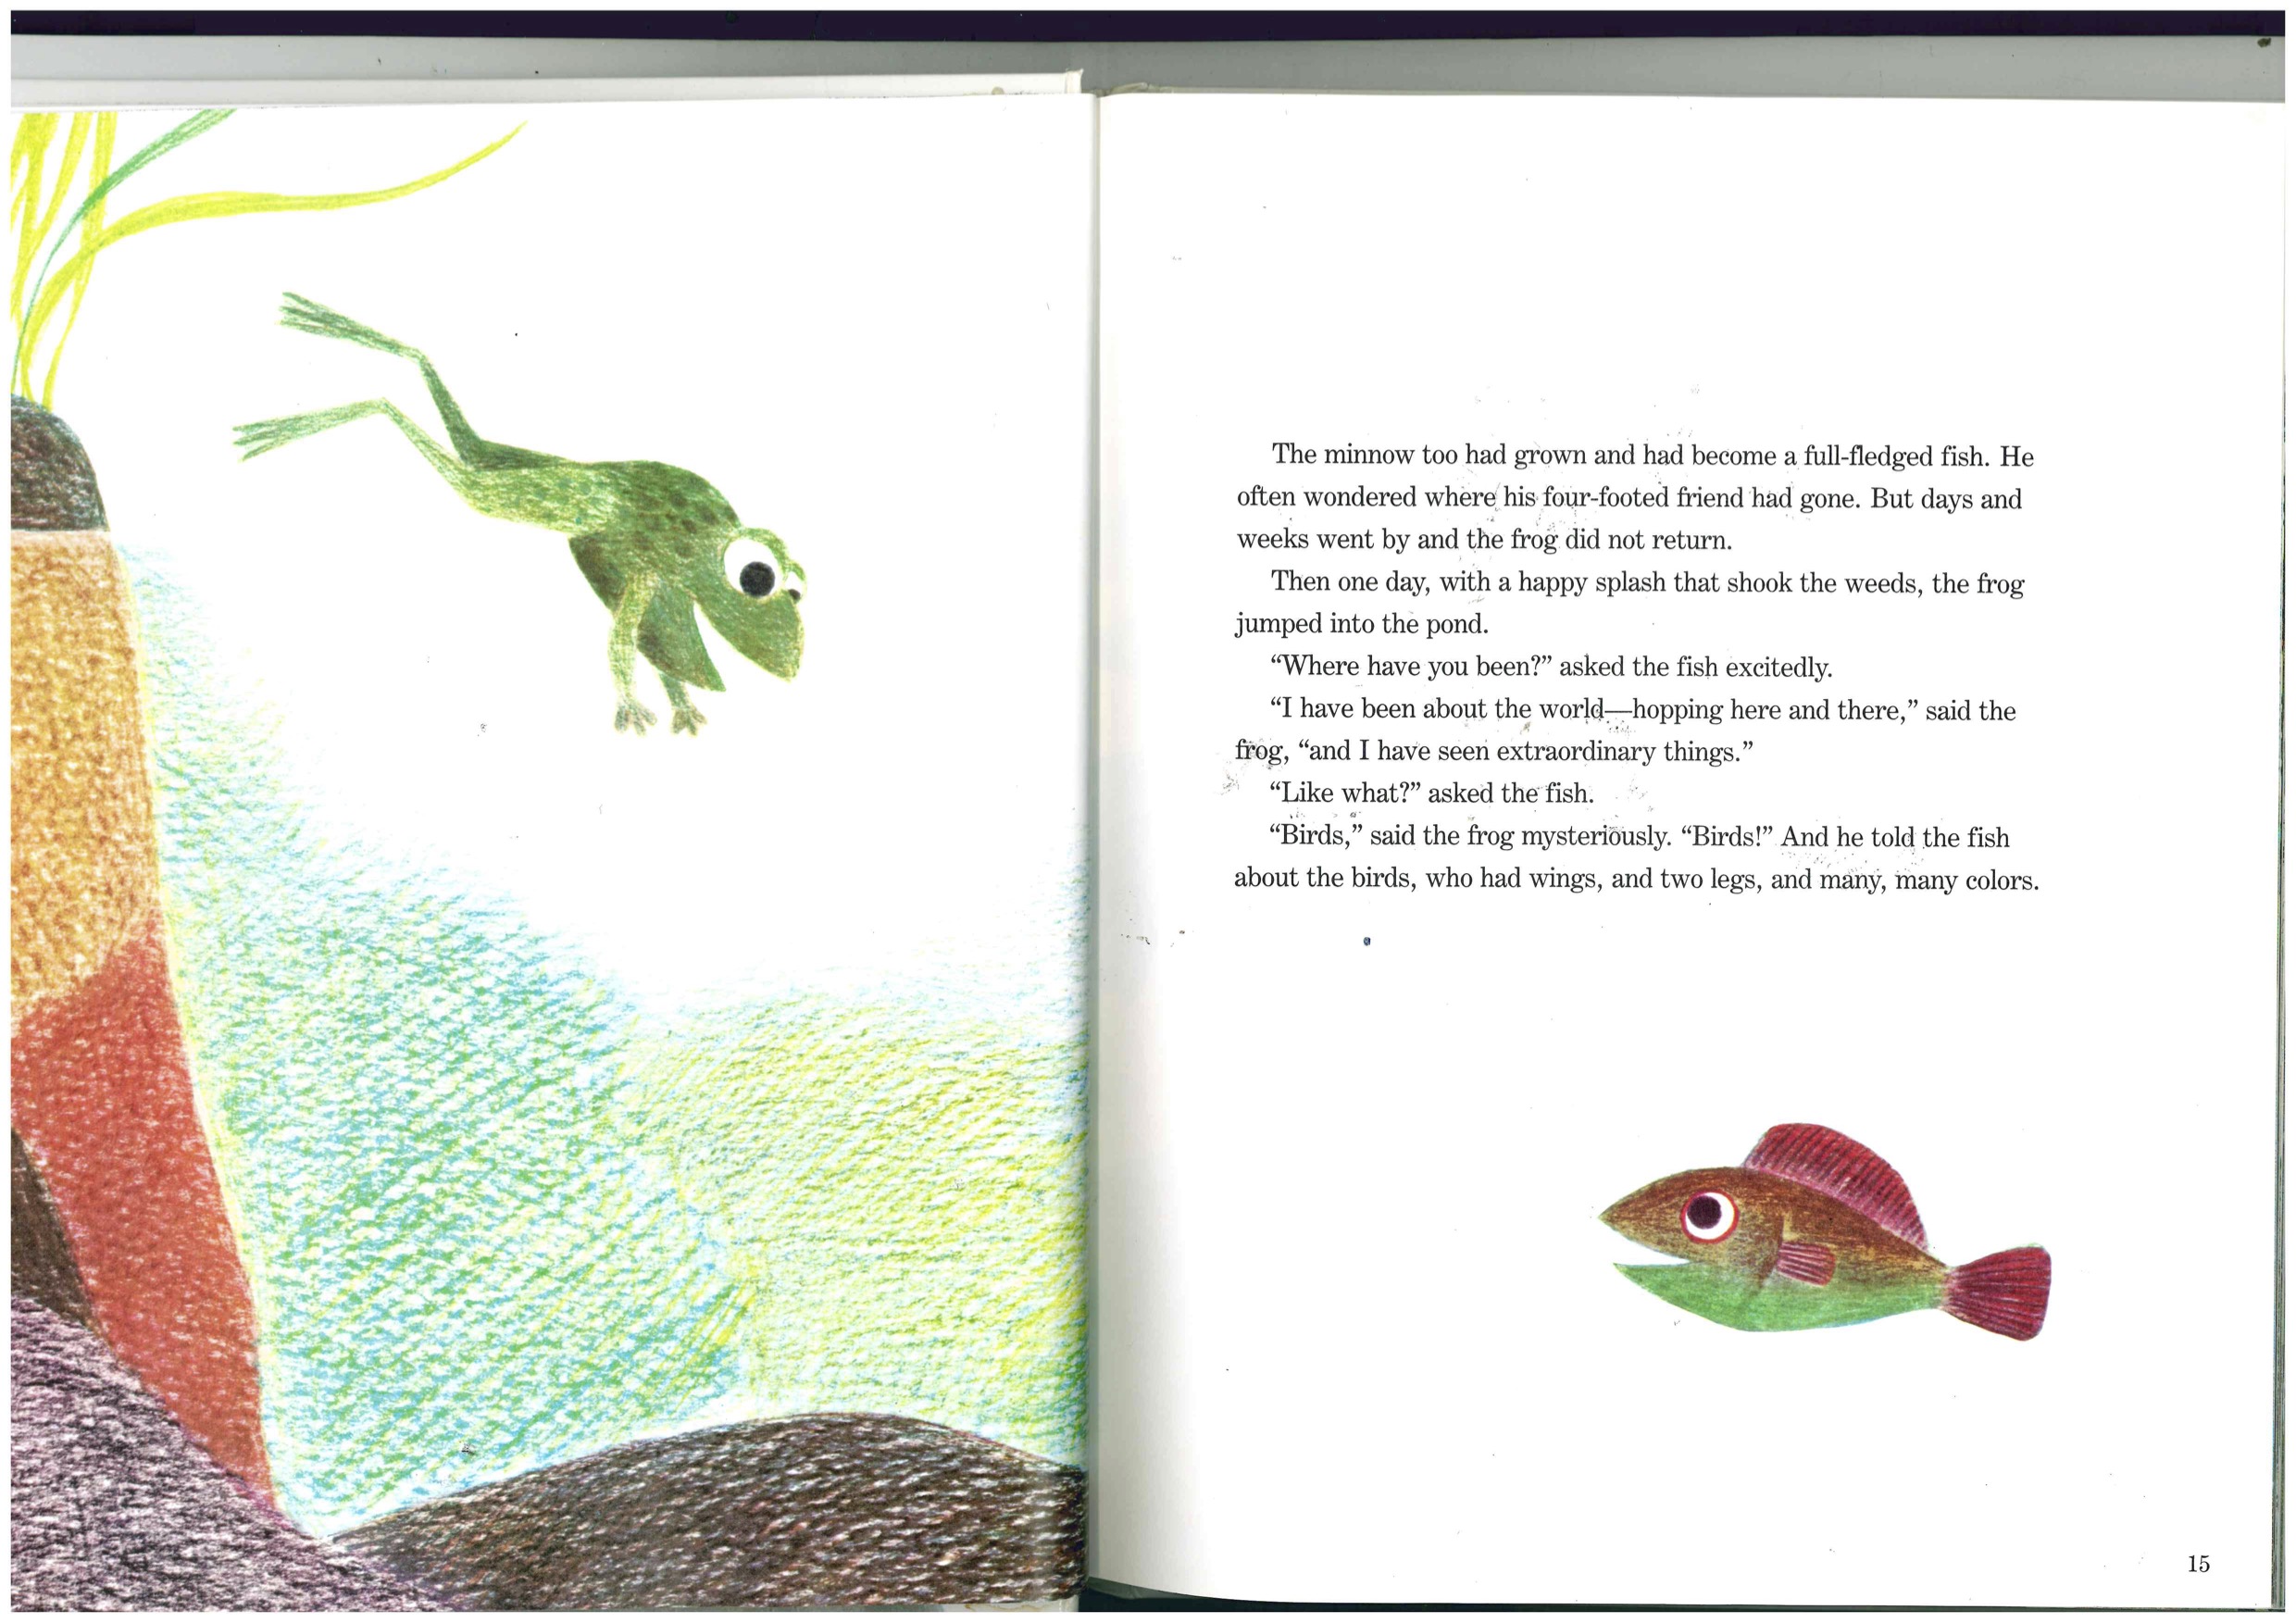 The minnow too had grown and had become a full-fledged fish. He
often wondered where his four-footed friend had gone. But days and
weeks went by and the frog did not return.
Then one day, with a happy splash that shook the weeds, the frog
jumped into the pond.
“Where have you been?” asked the fish excitedly.
“I have been about the world—hopping here and there,” said the
frog, “and I have seen extraordinary things.”
“Like what?” asked the fish.
“Birds,” said the frog mysteriously. “Birds!” And he told the fish
about the birds, who had wings, and two legs, and many, many colors.
15